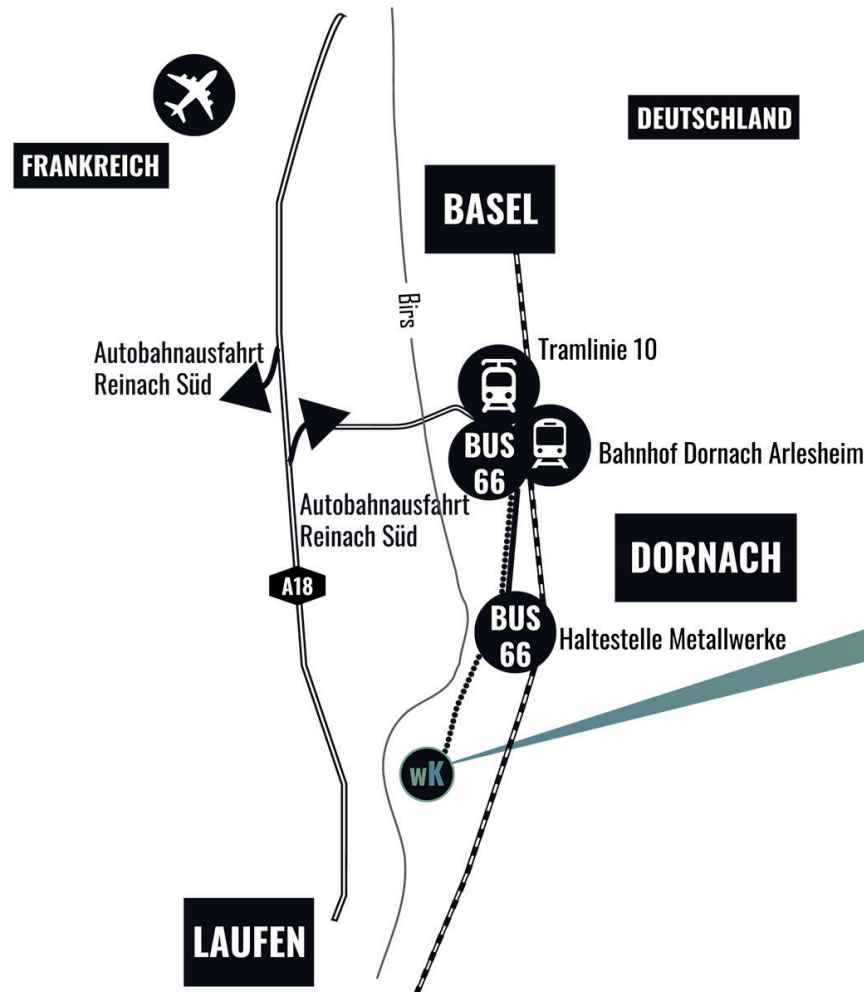 DEUTSCHLAND
FRANKREICH
BASEL
Birs
Tramlinie 10
Autobahnausfahrt
Reinach Süd
BUS
66
Bahnhof Dornach Arlesheim
Autobahnausfahrt
Reinach Süd
DORNACH
A18
BUS
66
Haltestelle Metallwerke
wK
LAUFEN